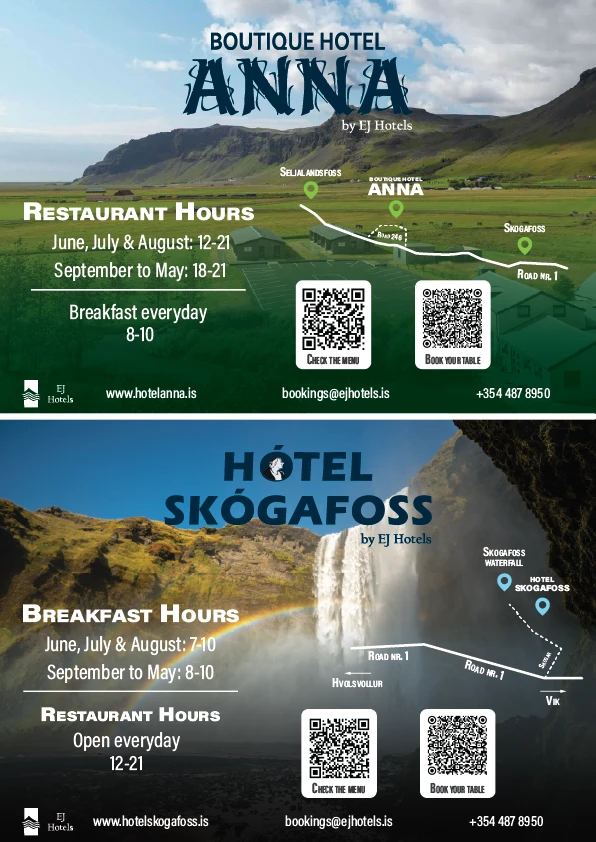 BOUTIQUE HOTEL
ANNA
by EJ Hotels
SELJALANDSFOSS
BOUTIQUE HOTEL
ANNA
RESTAURANT HOURS
June, July & August: 12-21
September to May: 18-21
ROAD 246
SKOGAFOSS
ROAD NR. 1
Breakfast everyday
8-10
CHECK THE MENU
BOOK YOUR TABLE
EJ
Hotels
www.hotelanna.is
bookings@ejhotels.is
+354 487 8950
HÓTEL
SKÓGAFOSS
by EJ Hotels
SKOGAFOSS
WATERFALL
HOTEL
SKOGAFOSS
BREAKFAST HOURS
June, July & August: 7-10
September to May: 8-10
ROAD NR. 1
ROAD NR. 1
HVOLSVOLLUR
VIK
RESTAURANT HOURS
Open everyday
12-21
CHECK THE MENU
BOOK YOUR TABLE
EJ
Hotels
www.hotelskogafoss.is
bookings@ejhotels.is
+354 487 8950